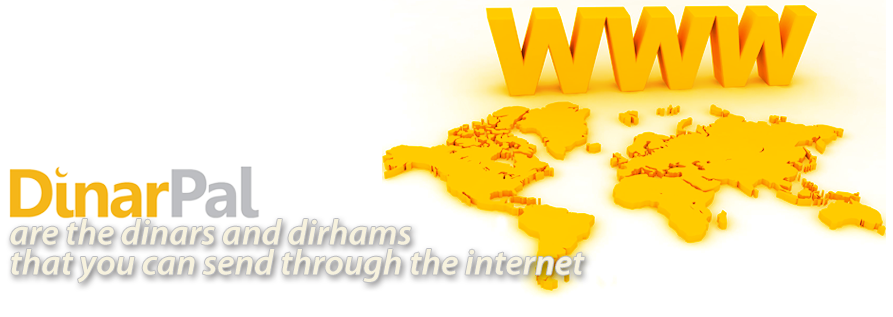 WWW
DinarPal
are the dinars and dirhams
that you can send through the internet